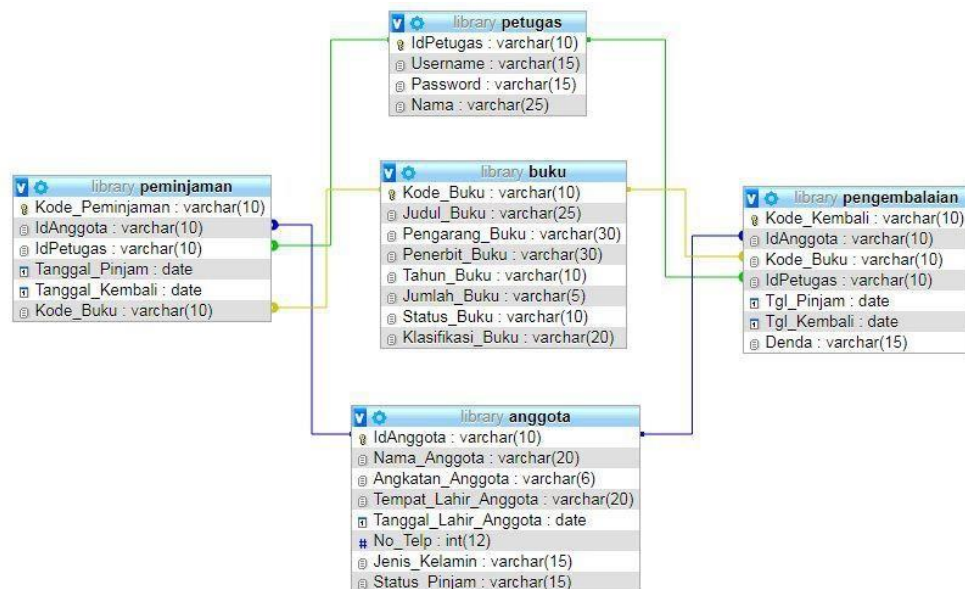 library petugas
IdPetugas : varchar(10)
Username : varchar(15)
Password : varchar(15)
Nama : varchar(25)
library peminjaman
Kode_Peminjaman : varchar(10)
IdAnggota : varchar(10)
IdPetugas : varchar(10)
Tanggal_Pinjam : date
Tanggal_Kembali : date
Kode_Buku : varchar(10)
library buku
Kode_Buku : varchar(10)
Judul_Buku : varchar(25)
Pengarang_Buku : varchar(30)
Penerbit_Buku : varchar(30)
Tahun_Buku : varchar(10)
Jumlah_Buku : varchar(5)
Status_Buku : varchar(10)
Klasifikasi_Buku : varchar(20)
library pengembalaian
Kode_Kembali : varchar(10)
IdAnggota : varchar(10)
Kode_Buku : varchar(10)
IdPetugas : varchar(10)
Tgl_Pinjam : date
Tgl_Kembali : date
Denda : varchar(15)
library anggota
IdAnggota : varchar(10)
Nama_Anggota : varchar(20)
Angkatan_Anggota : varchar(6)
Tempat_Lahir_Anggota : varchar(20)
Tanggal_Lahir_Anggota : date
# No_Telp : int(12)
Jenis_Kelamin : varchar(15)
Status_Pinjam : varchar(15)